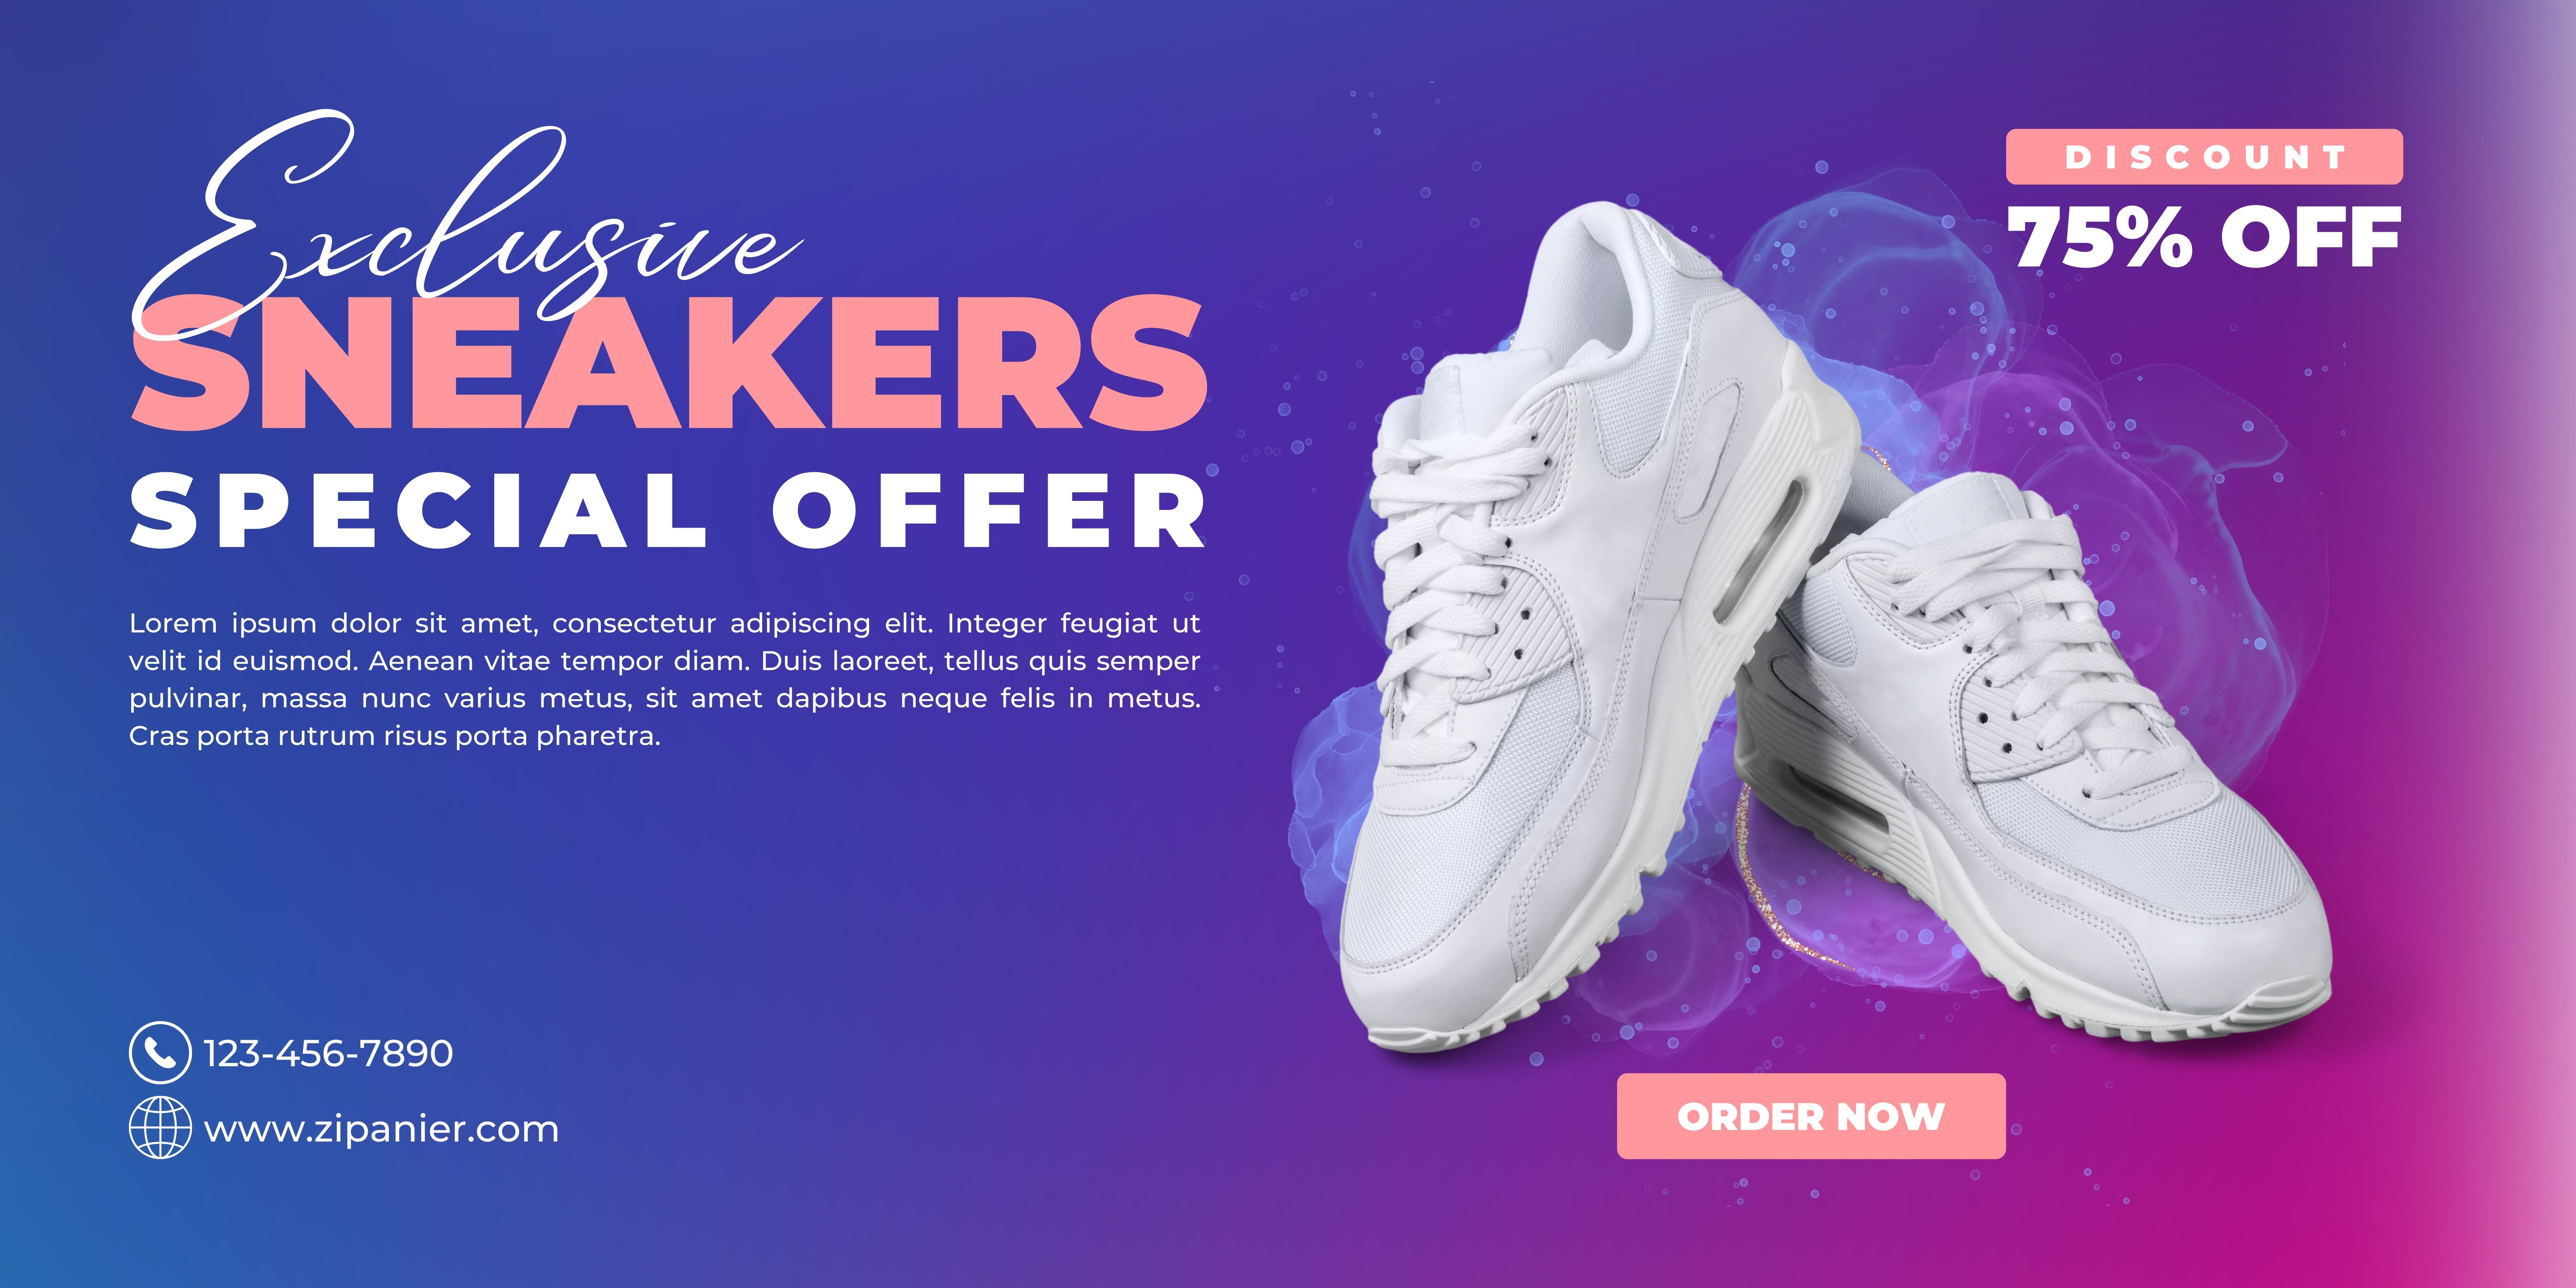 Exclusive
SNEAKERS
SPECIAL OFFER
Lorem ipsum dolor sit amet, consectetur adipiscing elit. Integer feugiat ut
velit id euismod. Aenean vitae tempor diam. Duis laoreet, tellus quis semper
pulvinar, massa nunc varius metus, sit amet dapibus neque felis in metus.
Cras porta rutrum risus porta pharetra.
123-456-7890
www.zipanier.com
DISCOUNT
75% OFF
ORDER NOW